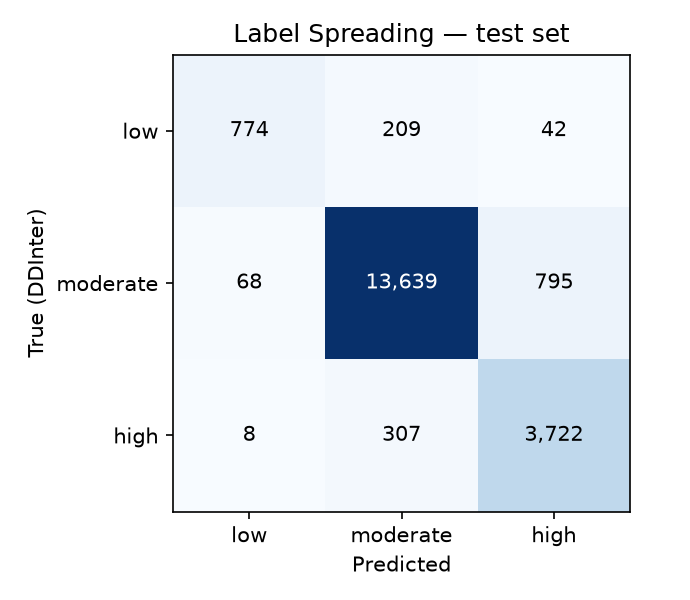 Label Spreading — test set
True (DDInter)
low 774 209 42
moderate 68 13,639 795
high 8 307 3,722
low moderate high
Predicted